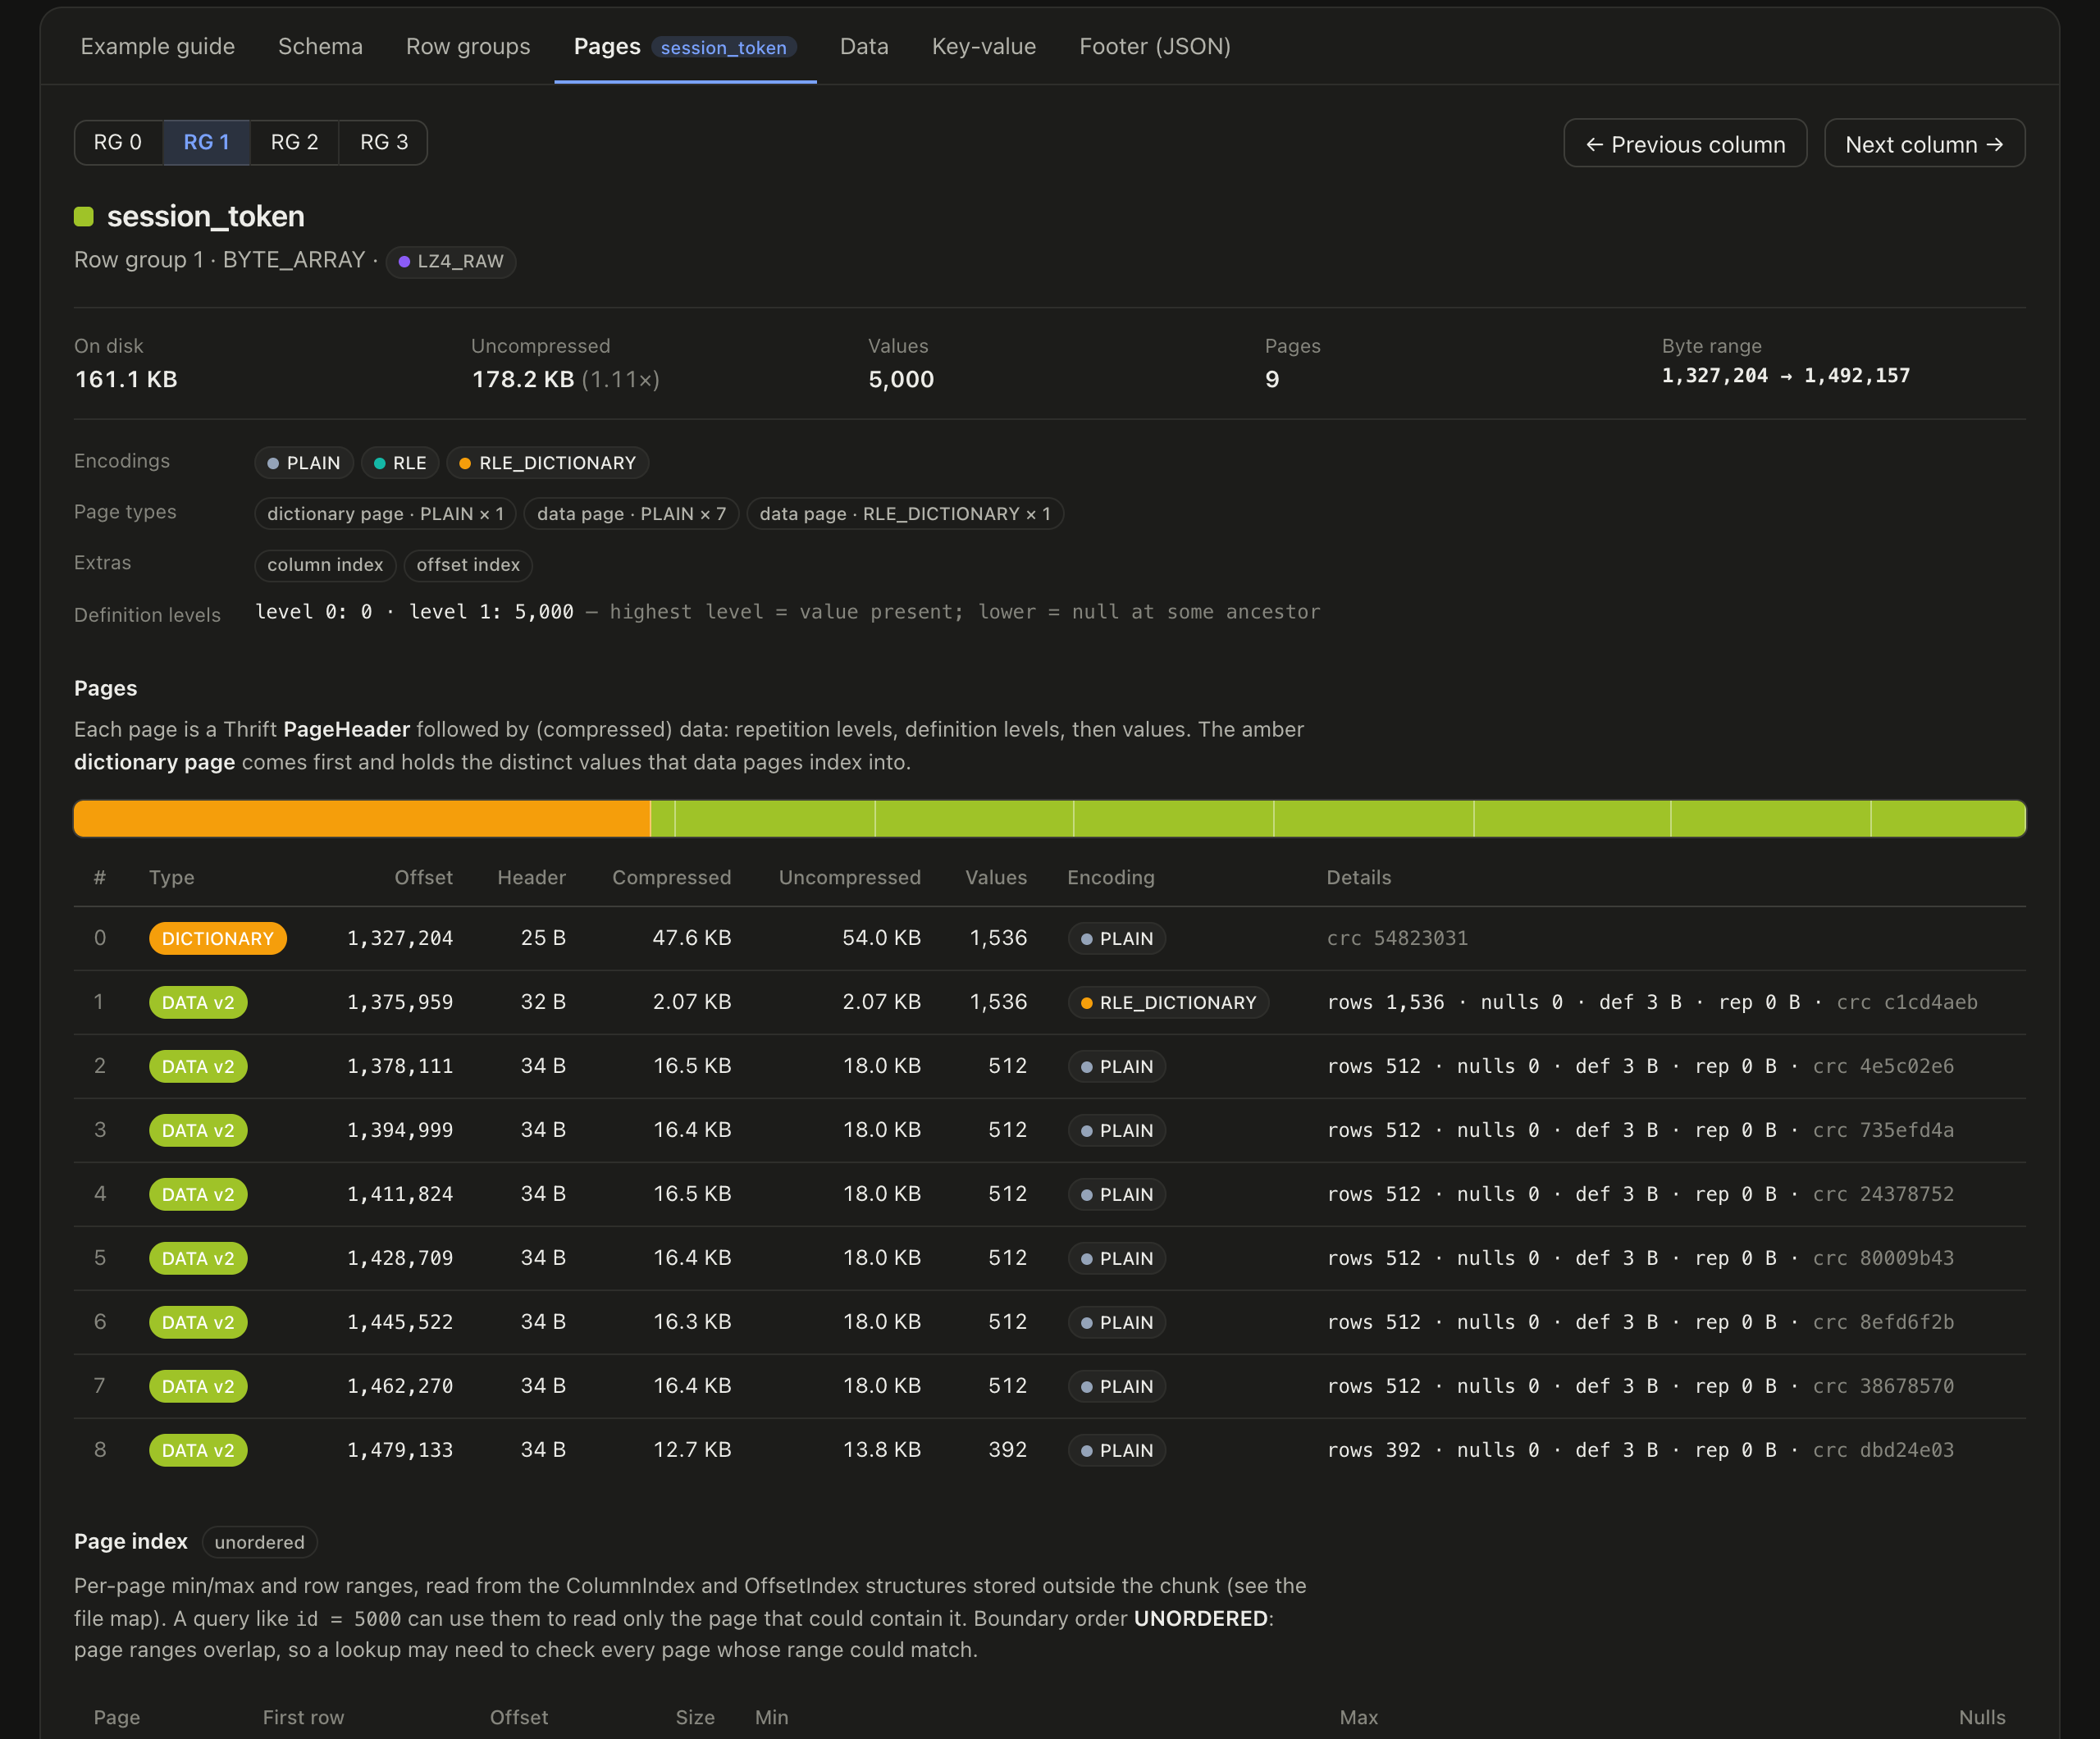 Example guide Schema Row groups Pages session_token Data Key-value Footer (JSON)
RG 0 RG 1 RG 2 RG 3 ← Previous column Next column →
session_token
Row group 1 · BYTE_ARRAY · LZ4_RAW
On disk Uncompressed Values Pages Byte range
161.1 KB 178.2 KB (1.11×) 5,000 9 1,327,204 → 1,492,157
Encodings PLAIN RLE RLE_DICTIONARY
Page types dictionary page · PLAIN × 1 data page · PLAIN × 7 data page · RLE_DICTIONARY × 1
Extras column index offset index
Definition levels level 0: 0 · level 1: 5,000 — highest level = value present; lower = null at some ancestor
Pages
Each page is a Thrift PageHeader followed by (compressed) data: repetition levels, definition levels, then values. The amber
dictionary page comes first and holds the distinct values that data pages index into.
# Type Offset Header Compressed Uncompressed Values Encoding Details
0 DICTIONARY 1,327,204 25 B 47.6 KB 54.0 KB 1,536 PLAIN crc 54823031
1 DATA v2 1,375,959 32 B 2.07 KB 2.07 KB 1,536 RLE_DICTIONARY rows 1,536 · nulls 0 · def 3 B · rep 0 B · crc c1cd4aeb
2 DATA v2 1,378,111 34 B 16.5 KB 18.0 KB 512 PLAIN rows 512 · nulls 0 · def 3 B · rep 0 B · crc 4e5c02e6
3 DATA v2 1,394,999 34 B 16.4 KB 18.0 KB 512 PLAIN rows 512 · nulls 0 · def 3 B · rep 0 B · crc 735efd4a
4 DATA v2 1,411,824 34 B 16.5 KB 18.0 KB 512 PLAIN rows 512 · nulls 0 · def 3 B · rep 0 B · crc 24378752
5 DATA v2 1,428,709 34 B 16.4 KB 18.0 KB 512 PLAIN rows 512 · nulls 0 · def 3 B · rep 0 B · crc 80009b43
6 DATA v2 1,445,522 34 B 16.3 KB 18.0 KB 512 PLAIN rows 512 · nulls 0 · def 3 B · rep 0 B · crc 8efd6f2b
7 DATA v2 1,462,270 34 B 16.4 KB 18.0 KB 512 PLAIN rows 512 · nulls 0 · def 3 B · rep 0 B · crc 38678570
8 DATA v2 1,479,133 34 B 12.7 KB 13.8 KB 392 PLAIN rows 392 · nulls 0 · def 3 B · rep 0 B · crc dbd24e03
Page index unordered
Per-page min/max and row ranges, read from the ColumnIndex and OffsetIndex structures stored outside the chunk (see the
file map). A query like id = 5000 can use them to read only the page that could contain it. Boundary order UNORDERED:
page ranges overlap, so a lookup may need to check every page whose range could match.
Page First row Offset Size Min Max Nulls